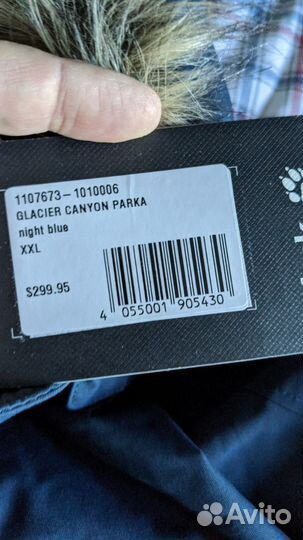 1107673-1010006
GLACIER CANYON PARKA
night blue
XXL
$299.95
4 055001 905430
Avito